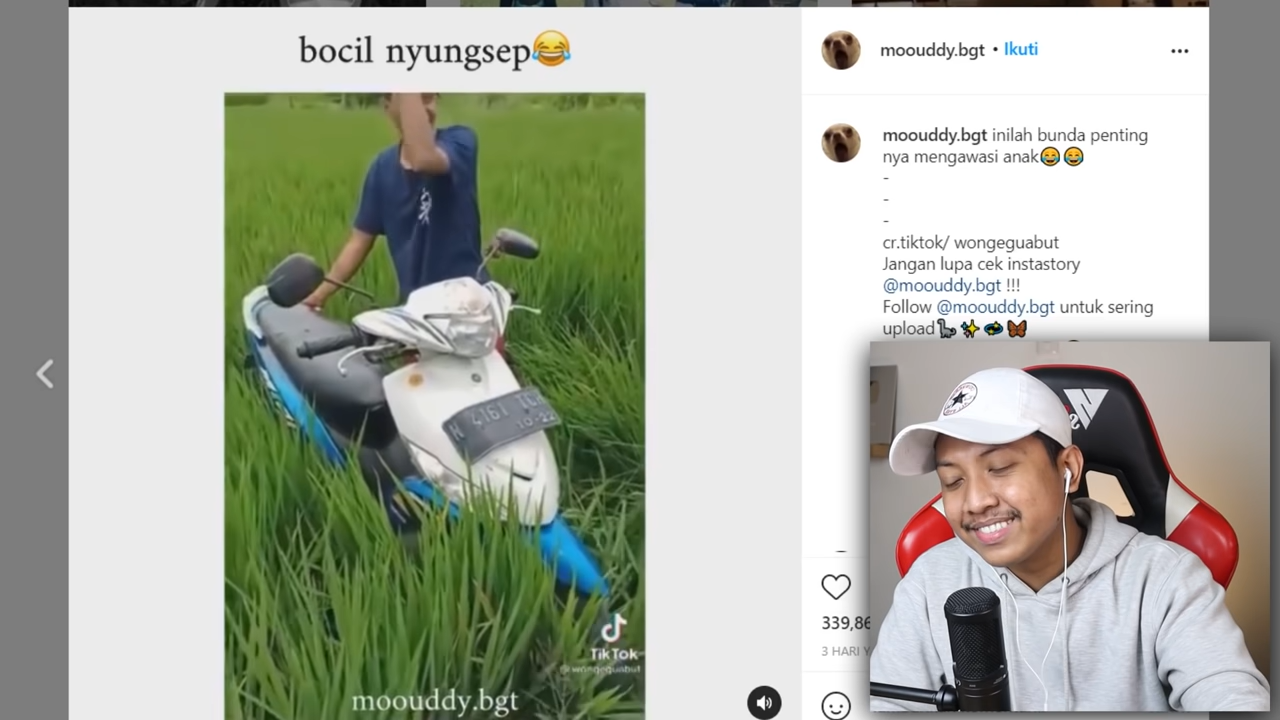 bocil nyungsep😂
moouddy.bgt • Ikuti
moouddy.bgt inilah bunda penting
nya mengawasi anak😂😂
-
-
-
cr.tiktok/ wongeguabut
Jangan lupa cek instastory
@moouddy.bgt !!!
Follow @moouddy.bgt untuk sering
upload🦕✨💫🦋
N 4161
TikTok
moouddy.bgt
339,86
3 HARI